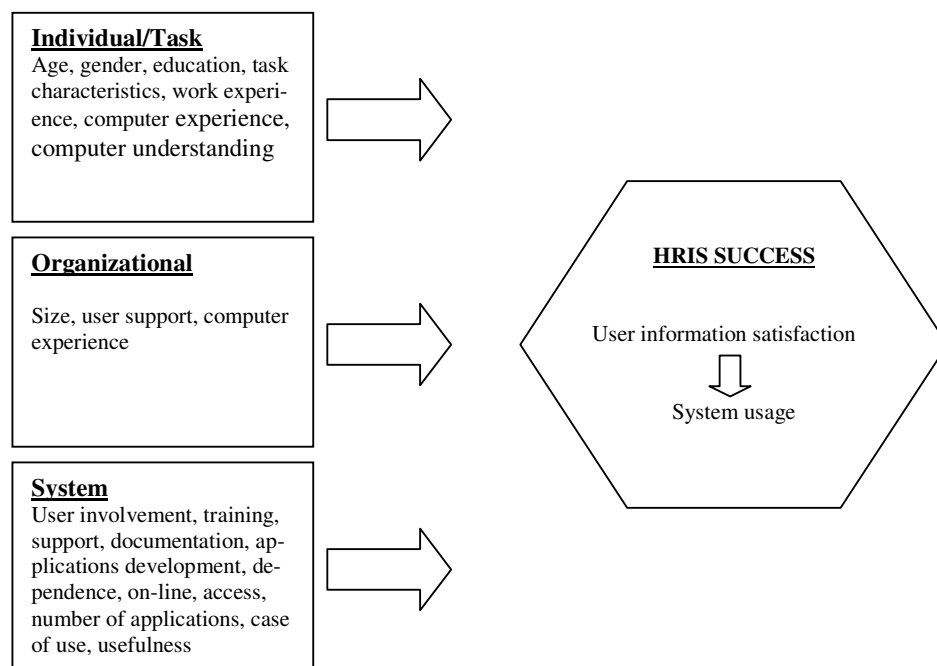 Individual/Task
Age, gender, education, task
characteristics, work experi-
ence, computer experience,
computer understanding
Organizational
Size, user support, computer
experience
System
User involvement, training,
support, documentation, ap-
plications development, de-
pendence, on-line, access,
number of applications, case
of use, usefulness
HRIS SUCCESS
User information satisfaction
System usage